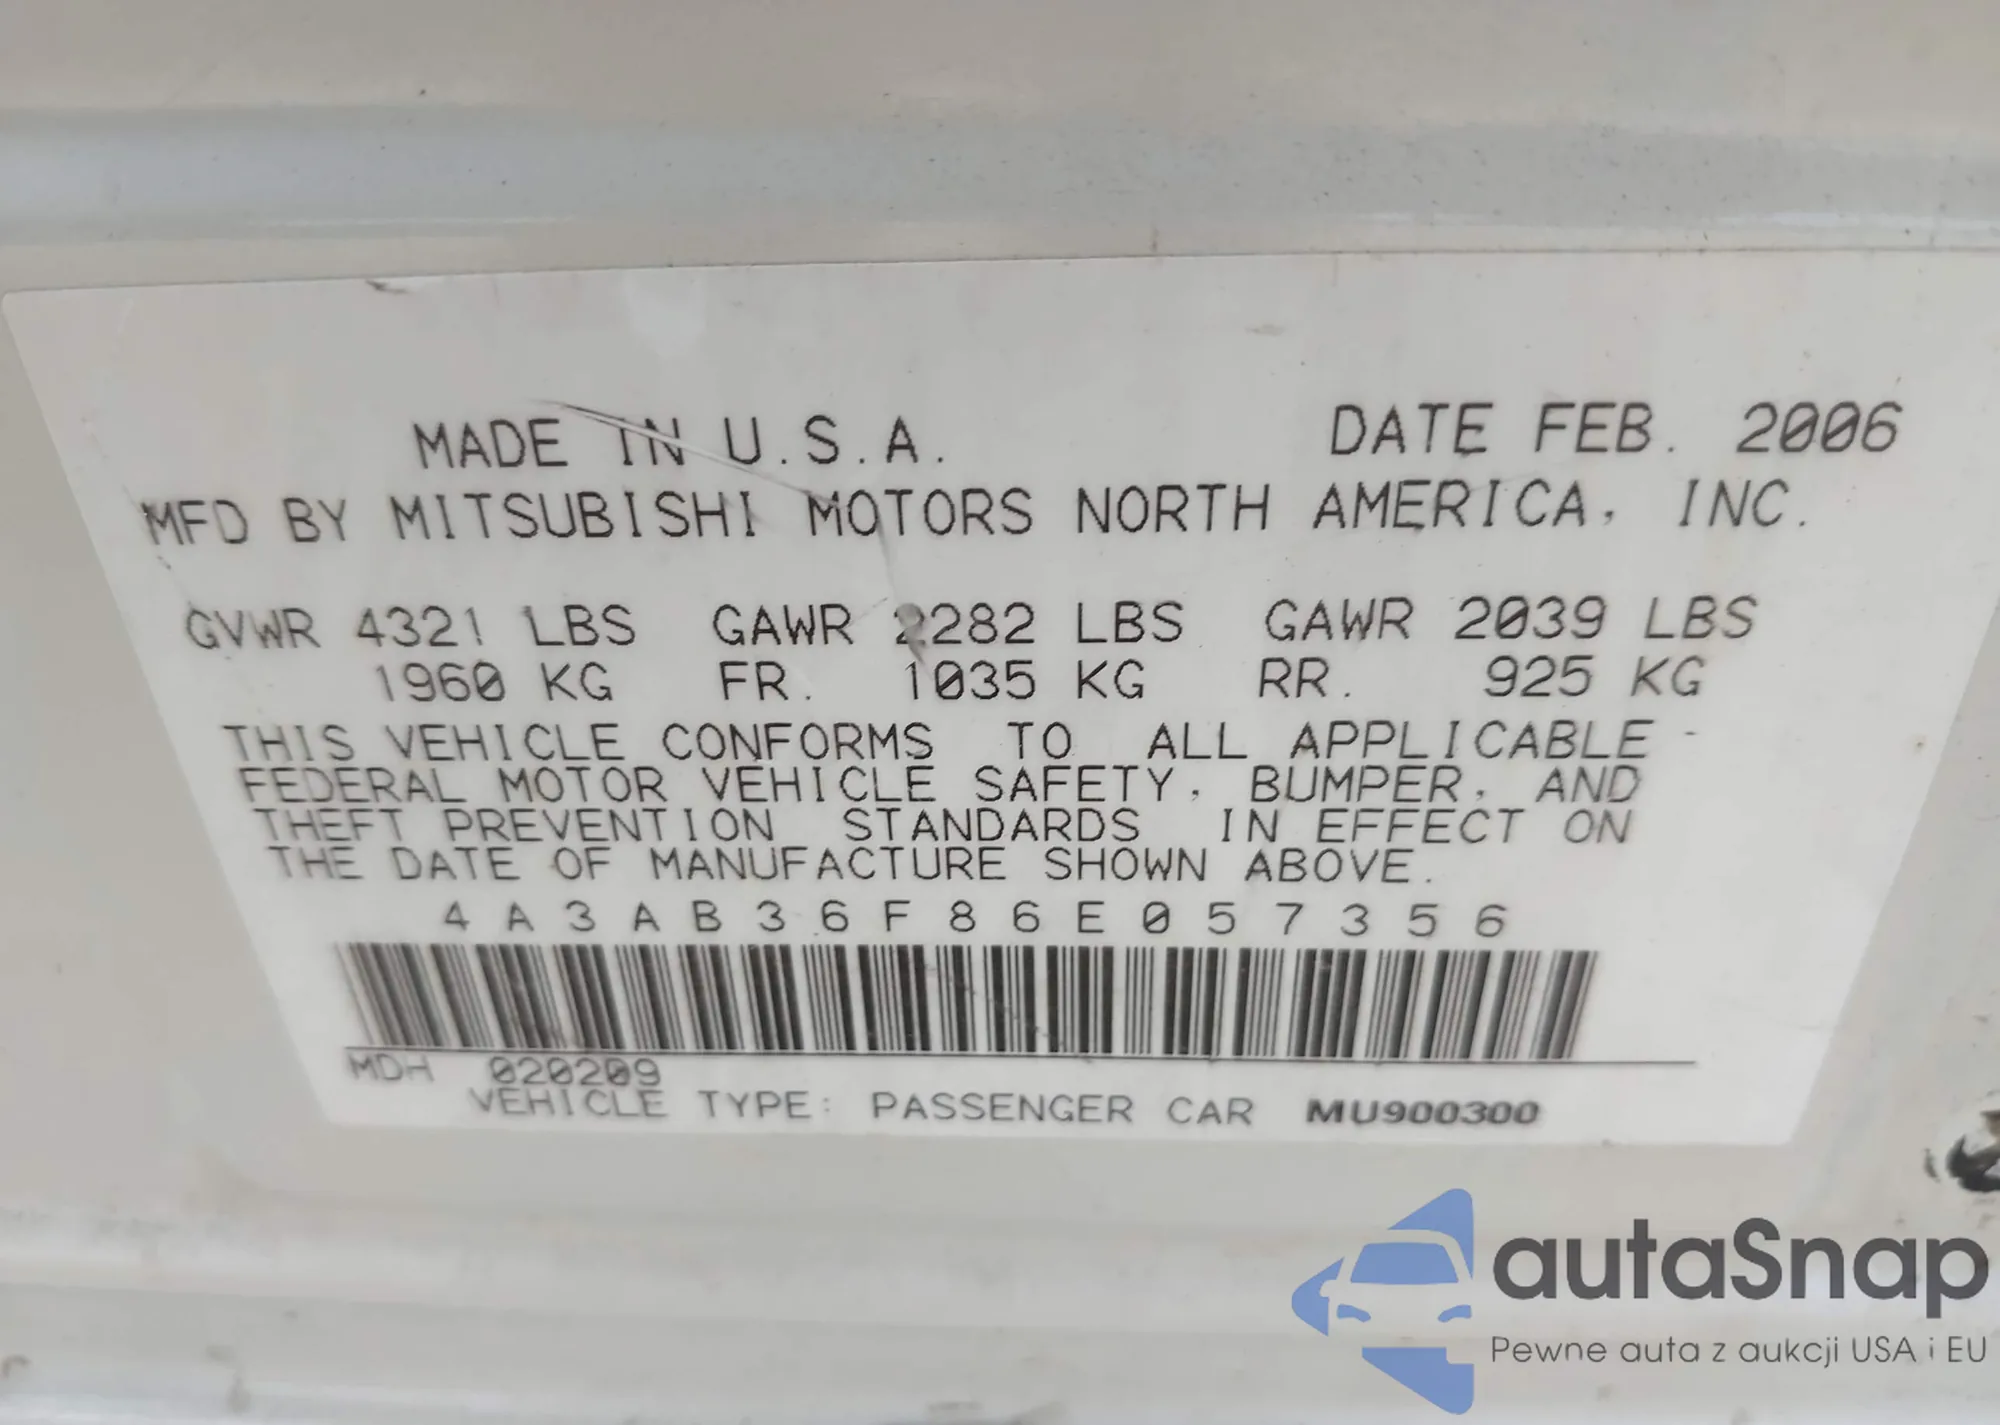 MADE IN U.S.A. DATE FEB. 2006
MFD BY MITSUBISHI MOTORS NORTH AMERICA, INC.
GVWR 4321 LBS GAWR 2282 LBS GAWR 2039 LBS
1960 KG FR. 1035 KG RR. 925 KG
THIS VEHICLE CONFORMS TO ALL APPLICABLE
FEDERAL MOTOR VEHICLE SAFETY, BUMPER, AND
THEFT PREVENTION STANDARDS IN EFFECT ON
THE DATE OF MANUFACTURE SHOWN ABOVE.
4A3AB36F86E057356
MDH 020209
VEHICLE TYPE: PASSENGER CAR MU900300
autaSnap
Pewne auta z aukcji USA i EU